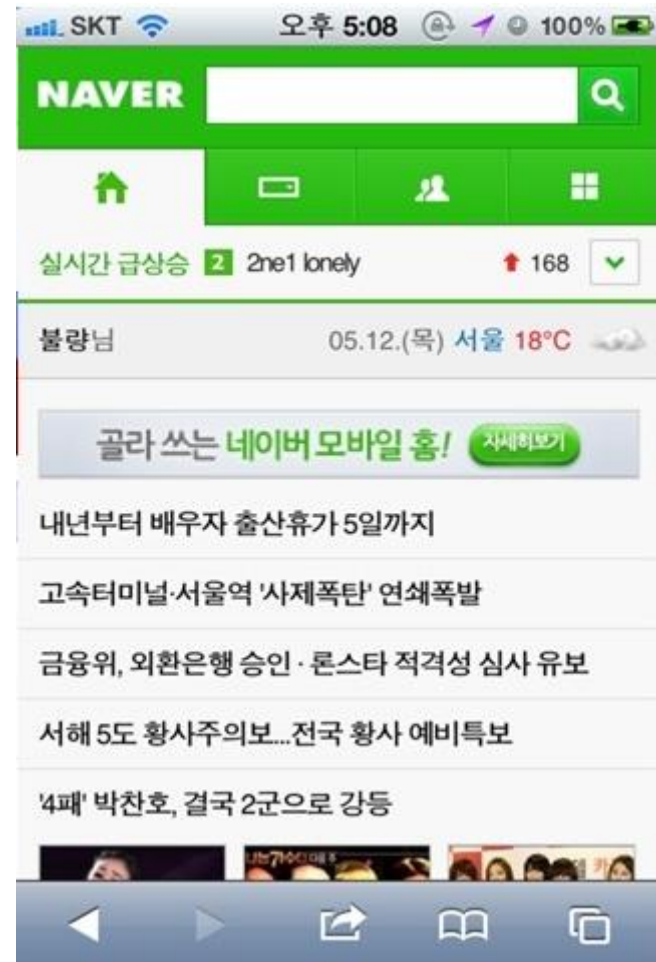 SKT 오후 5:08 100%
NAVER
실시간 급상승 2 2ne1 lonely 168
불량님 05.12.(목) 서울 18°C
골라 쓰는 네이버 모바일 홈! 자세히보기
내년부터 배우자 출산휴가 5일까지
고속터미널·서울역 '사제폭탄' 연쇄폭발
금융위, 외환은행 승인·론스타 적격성 심사 유보
서해 5도 황사주의보...전국 황사 예비특보
'4패' 박찬호, 결국 2군으로 강등
나는가수다